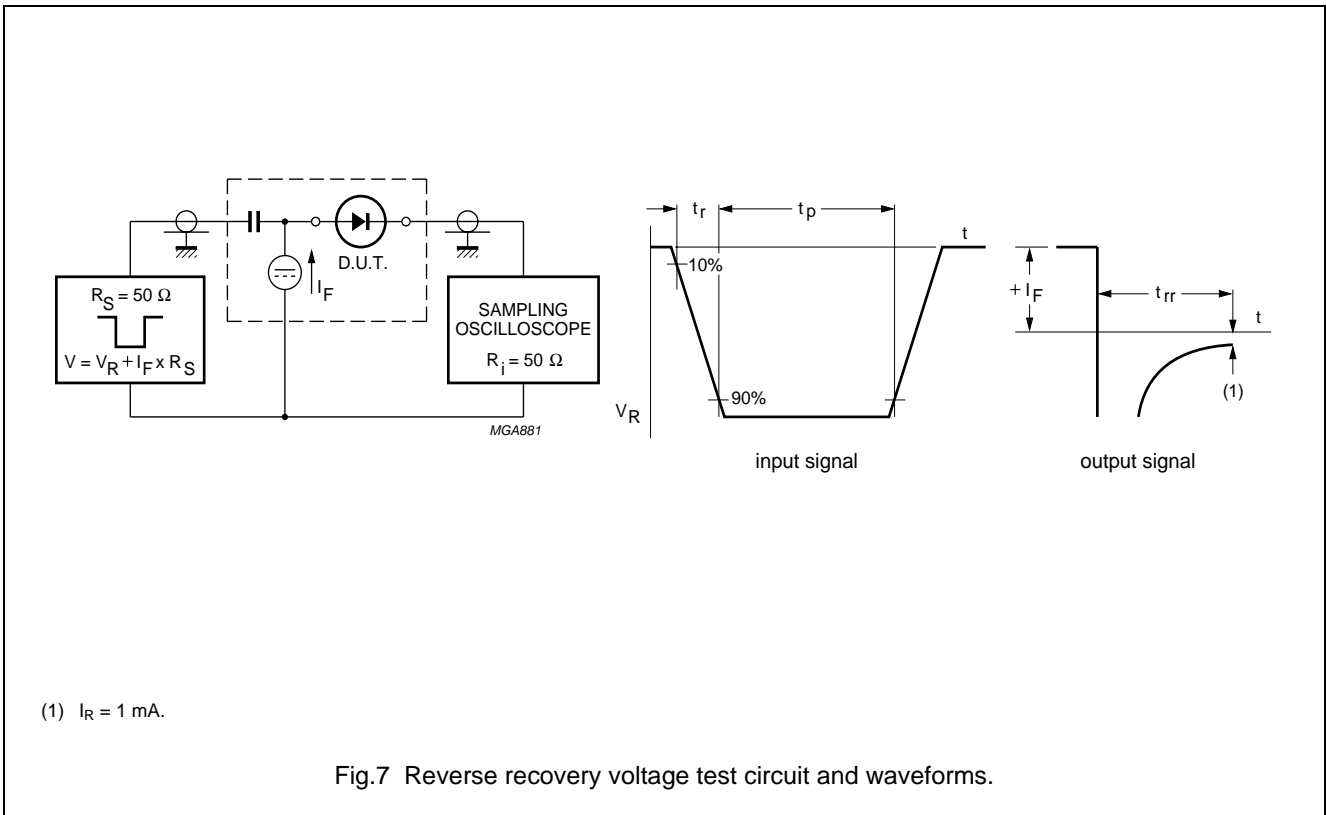 D.U.T.
I_F
R_S = 50 Ω
V = V_R + I_F x R_S
SAMPLING
OSCILLOSCOPE
R_i = 50 Ω
MGA881
t_r
t_p
t
10%
90%
V_R
input signal
+ I_F
t_rr
t
(1)
output signal
(1) I_R = 1 mA.
Fig.7 Reverse recovery voltage test circuit and waveforms.